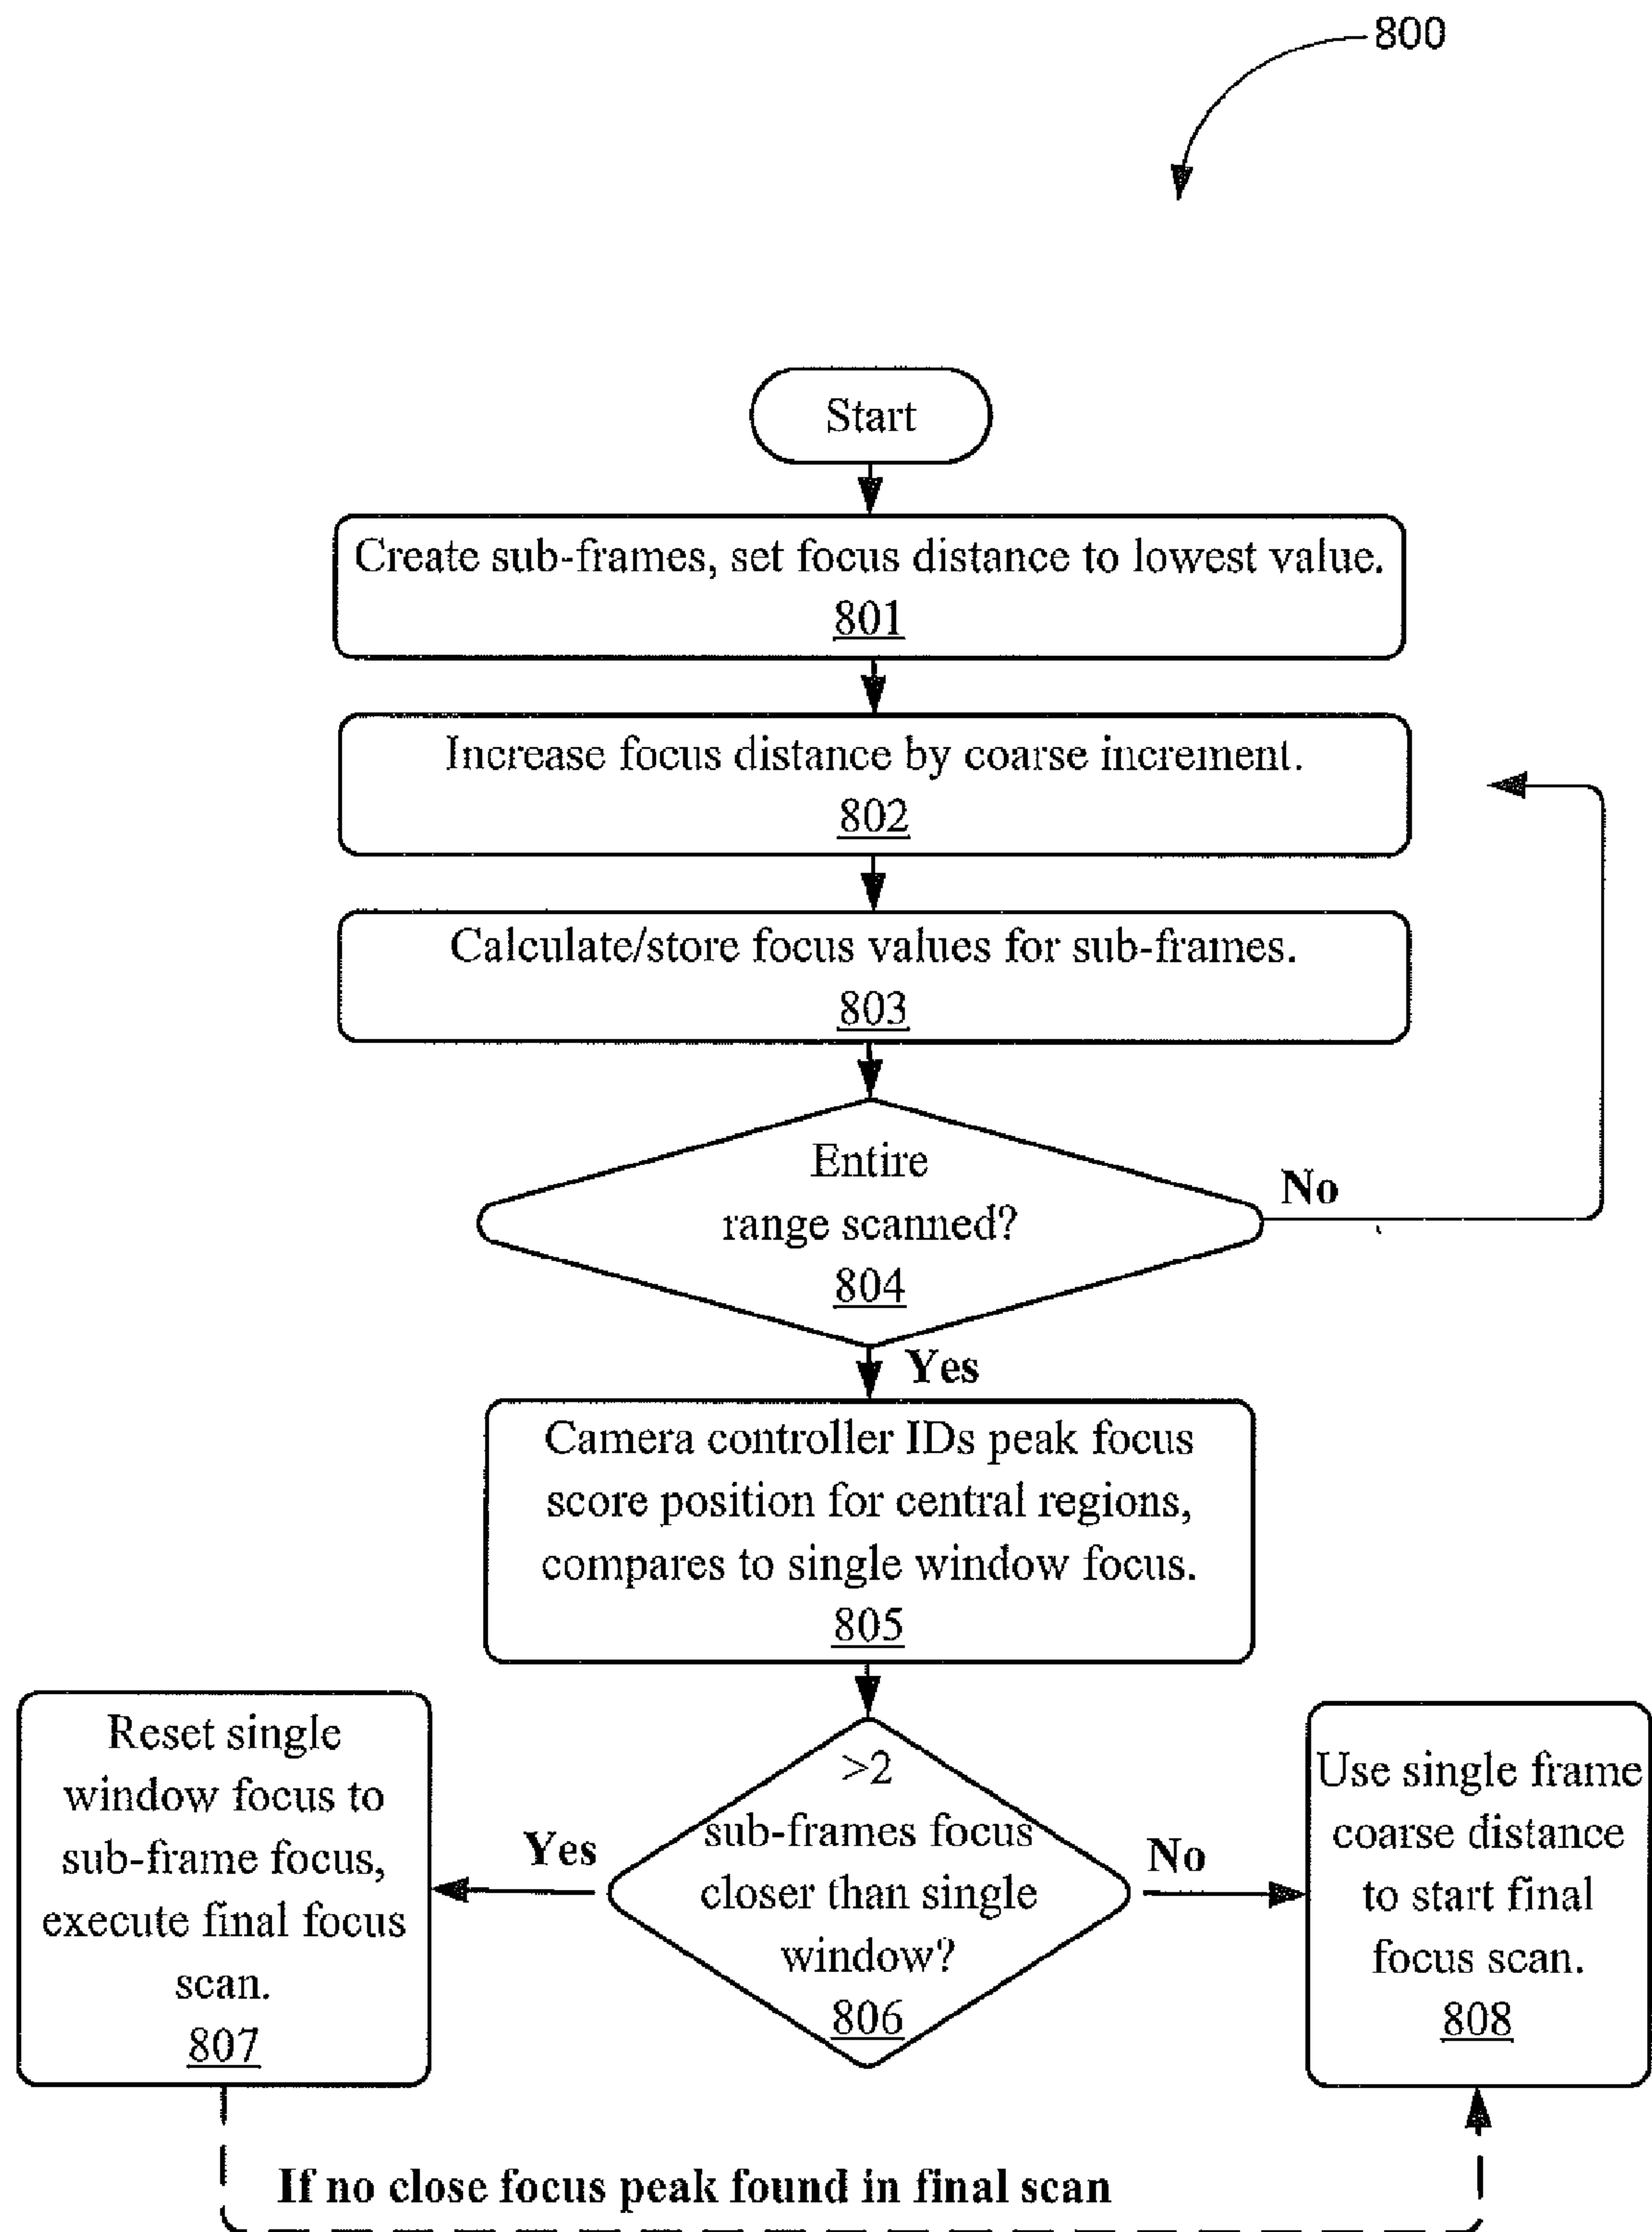 800
Start
Create sub-frames, set focus distance to lowest value.
801
Increase focus distance by coarse increment.
802
Calculate/store focus values for sub-frames.
803
Entire
range scanned?
804
No
Yes
Camera controller IDs peak focus
score position for central regions,
compares to single window focus.
805
>2
sub-frames focus
closer than single
window?
806
Yes
No
Reset single
window focus to
sub-frame focus,
execute final focus
scan.
807
Use single frame
coarse distance
to start final
focus scan.
808
If no close focus peak found in final scan